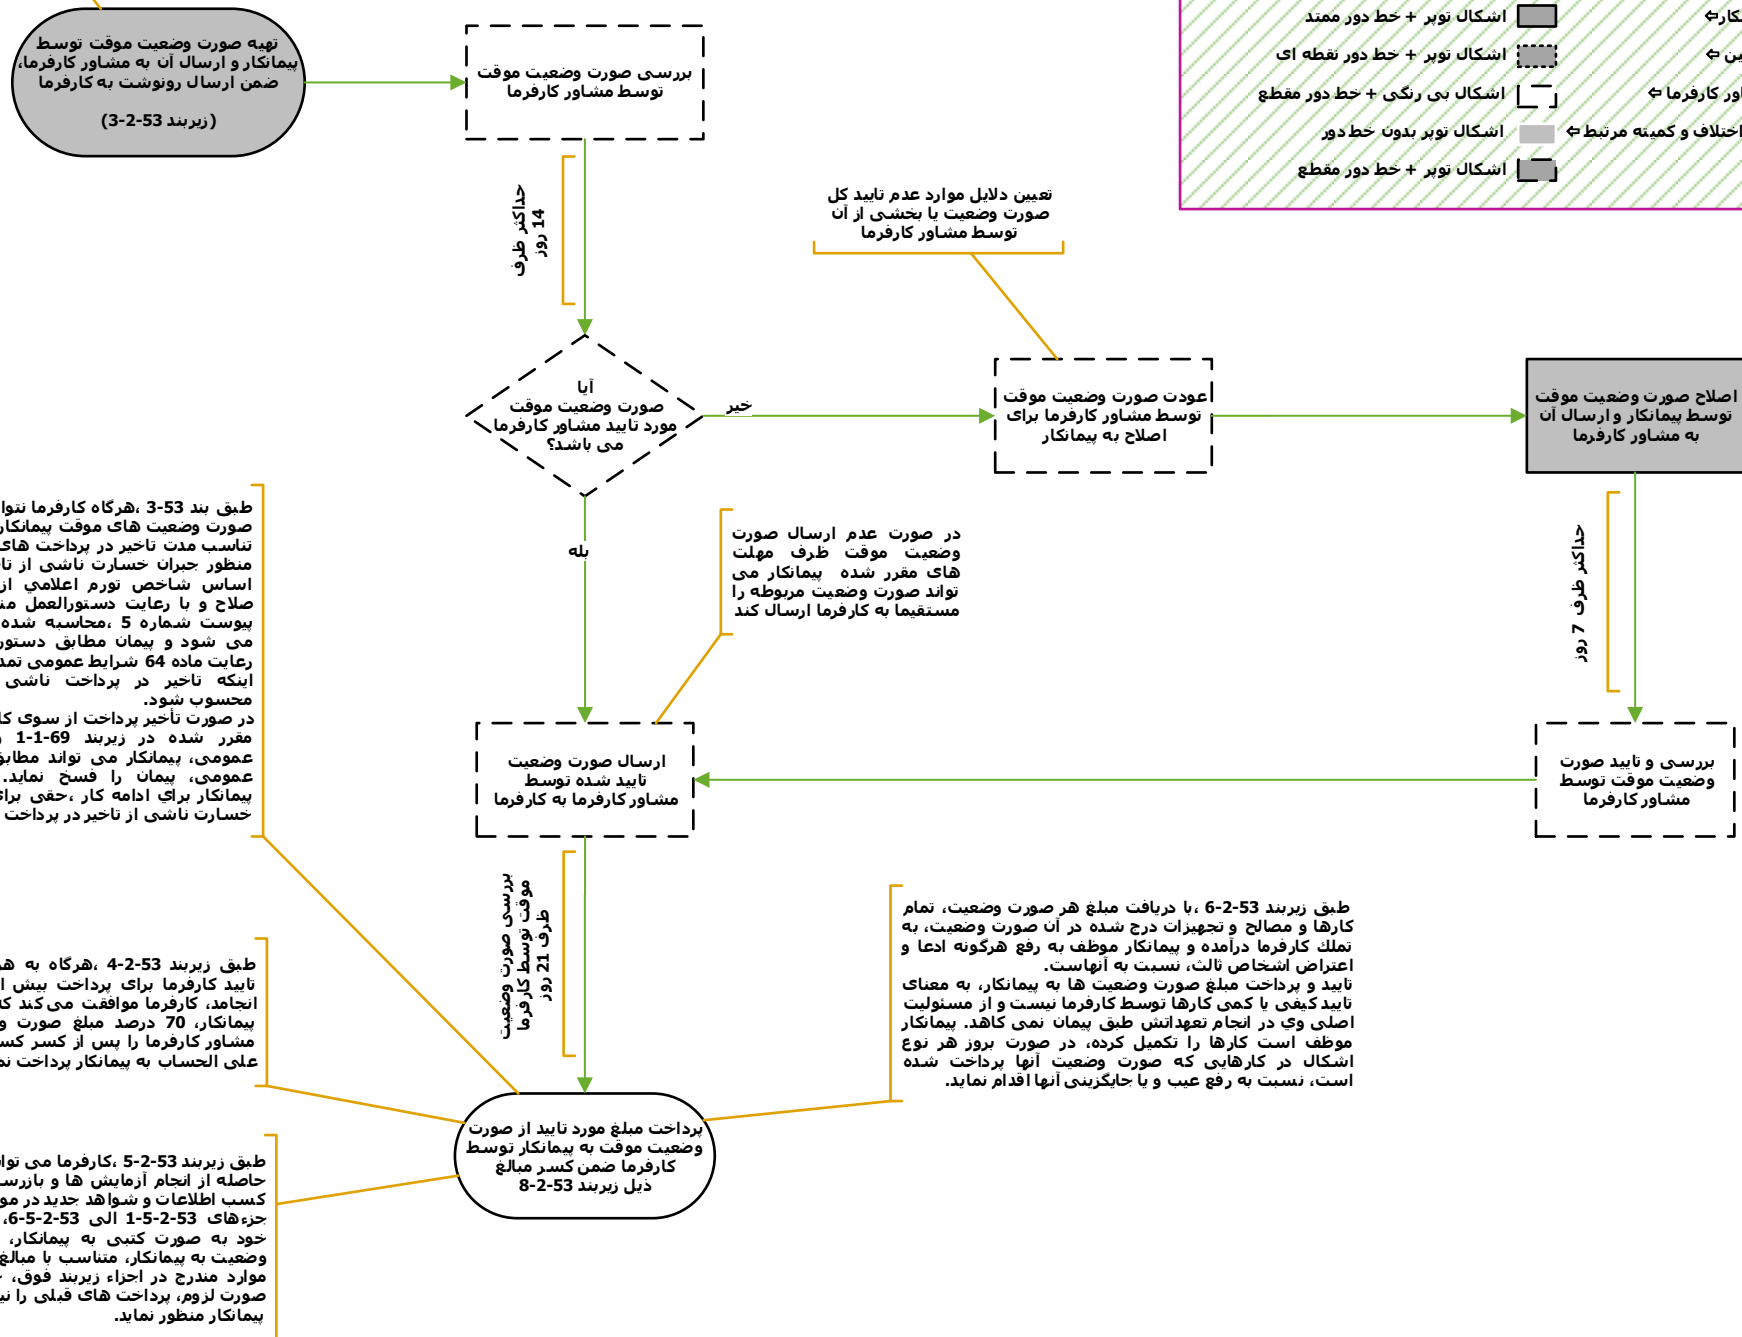 تهیه صورت وضعیت موقت توسط
پیمانکار و ارسال آن به مشاور کارفرما،
ضمن ارسال رونوشت به کارفرما
(زیربند 53-2-3)
بررسی صورت وضعیت موقت
توسط مشاور کارفرما
اشکال توپر + خط دور ممتد
اشکال توپر + خط دور نقطه ای
اشکال بی رنگی + خط دور مقطع
کارفرما ⇦
اختلاف و کمیته مرتبط ⇦
اشکال توپر بدون خط دور
اشکال توپر + خط دور مقطع
حداکثر ظرف
14 روز
تعیین دلایل موارد عدم تایید کل
صورت وضعیت یا بخشی از آن
توسط مشاور کارفرما
آیا
صورت وضعیت موقت
مورد تایید مشاور کارفرما
می باشد؟
خیر
عودت صورت وضعیت موقت
توسط مشاور کارفرما برای
اصلاح به پیمانکار
اصلاح صورت وضعیت موقت
توسط پیمانکار و ارسال آن
به مشاور کارفرما
بله
حداکثر ظرف 7 روز
در صورت عدم ارسال صورت
وضعیت موقت ظرف مهلت
های مقرر شده پیمانکار می
تواند صورت وضعیت مربوطه را
مستقیما به کارفرما ارسال کند
طبق بند 53-3 ،هرگاه کارفرما
صورت وضعیت های موقت پیمانکار
تناسب مدت تاخیر در پرداخت های
منظور جبران خسارت ناشی از
اساس شاخص تورم اعلامي از
صلاح و با رعایت دستورالعمل
پیوست شماره 5 ،محاسبه شده
می شود و پیمان مطابق
رعایت ماده 64 شرایط عمومی
اینکه تاخیر در پرداخت ناشی
محسوب شود.
در صورت تأخیر پرداخت از سوی
مقرر شده در زیربند 69-1-1
عمومی، پیمانکار می تواند
عمومی، پیمان را فسخ نماید.
پیمانکار براي ادامه کار ،حقی
خسارت ناشی از تاخیر در پرداخت
ارسال صورت وضعیت
تایید شده توسط
مشاور کارفرما به کارفرما
بررسی و تایید صورت
وضعیت موقت توسط
مشاور کارفرما
بررسی صورت وضعیت
موقت توسط کارفرما
ظرف 21 روز
طبق زیربند 53-2-6 ،با دریافت مبلغ هر صورت وضعیت، تمام
کارها و مصالح و تجهیزات درج شده در آن صورت وضعیت، به
تملك کارفرما درآمده و پیمانکار موظف به رفع هرگونه ادعا و
اعتراض اشخاص ثالث، نسبت به آنهاست.
تایید و پرداخت مبلغ صورت وضعیت ها به پیمانکار، به معنای
تایید کیفی یا کمی کارها توسط کارفرما نیست و از مسئولیت
اصلی وي در انجام تعهداتش طبق پیمان نمی کاهد. پیمانکار
موظف است کارها را تکمیل کرده، در صورت بروز هر نوع
اشکال در کارهایی که صورت وضعیت آنها پرداخت شده
است، نسبت به رفع عیب و یا جایگزینی آنها اقدام نماید.
طبق زیربند 53-2-4 ،هرگاه به
تایید کارفرما برای پرداخت بیش
انجامد، کارفرما موافقت می کند
پیمانکار، 70 درصد مبلغ صورت
مشاور کارفرما را پس از کسر
علی الحساب به پیمانکار پرداخت
پرداخت مبلغ مورد تایید از صورت
وضعیت موقت به پیمانکار توسط
کارفرما ضمن کسر مبالغ
ذیل زیربند 53-2-8
طبق زیربند 53-2-5 ،کارفرما می
حاصله از انجام آزمایش ها و
کسب اطلاعات و شواهد جدید در
جزءهای 53-2-5-1 الی 53-2-5-6،
خود به صورت کتبی به پیمانکار،
وضعیت به پیمانکار، متناسب با
موارد مندرج در اجزاء زیربند فوق،
صورت لزوم، پرداخت های قبلی را
پیمانکار منظور نماید.